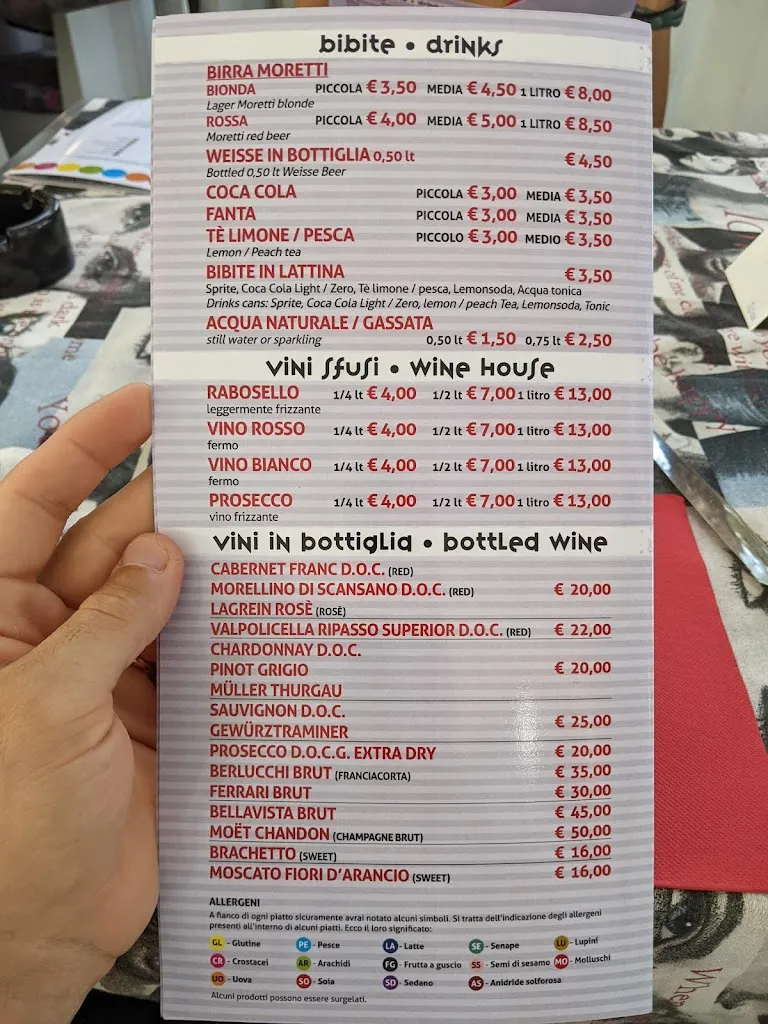 bibite • drinks
BIRRA MORETTI
BIONDA PICCOLA € 3,50 MEDIA € 4,50 1 LITRO € 8,00
Lager Moretti blonde
ROSSA PICCOLA € 4,00 MEDIA € 5,00 1 LITRO € 8,50
Moretti red beer
WEISSE IN BOTTIGLIA 0,50 lt € 4,50
Bottled 0,50 lt Weisse Beer
COCA COLA PICCOLA € 3,00 MEDIA € 3,50
FANTA PICCOLA € 3,00 MEDIA € 3,50
TÈ LIMONE / PESCA PICCOLO € 3,00 MEDIO € 3,50
Lemon / Peach tea
BIBITE IN LATTINA € 3,50
Sprite, Coca Cola Light / Zero, Tè limone / pesca, Lemonsoda, Acqua tonica
Drinks cans: Sprite, Coca Cola Light / Zero, lemon / peach Tea, Lemonsoda, Tonic
ACQUA NATURALE / GASSATA
still water or sparkling 0,50 lt € 1,50 0,75 lt € 2,50
vini sfusi • wine house
RABOSELLO 1/4 lt € 4,00 1/2 lt € 7,00 1 litro € 13,00
leggermente frizzante
VINO ROSSO 1/4 lt € 4,00 1/2 lt € 7,00 1 litro € 13,00
fermo
VINO BIANCO 1/4 lt € 4,00 1/2 lt € 7,00 1 litro € 13,00
fermo
PROSECCO 1/4 lt € 4,00 1/2 lt € 7,00 1 litro € 13,00
vino frizzante
vini in bottiglia • bottled wine
CABERNET FRANC D.O.C. (RED)
MORELLINO DI SCANSANO D.O.C. (RED) € 20,00
LAGREIN ROSÈ (ROSÈ)
VALPOLICELLA RIPASSO SUPERIOR D.O.C. (RED) € 22,00
CHARDONNAY D.O.C.
PINOT GRIGIO € 20,00
MÜLLER THURGAU
SAUVIGNON D.O.C.
€ 25,00
GEWÜRZTRAMINER
PROSECCO D.O.C.G. EXTRA DRY € 20,00
BERLUCCHI BRUT (FRANCIACORTA) € 35,00
FERRARI BRUT € 30,00
BELLAVISTA BRUT € 45,00
MOËT CHANDON (CHAMPAGNE BRUT) € 50,00
BRACHETTO (SWEET) € 16,00
MOSCATO FIORI D'ARANCIO (SWEET) € 16,00
ALLERGENI
A fianco di ogni piatto sicuramente avrai notato alcuni simboli. Si tratta dell'indicazione degli allergeni
presenti all'interno di alcuni piatti. Ecco il loro significato:
GL - Glutine PE - Pesce LA - Latte SE - Senape LU - Lupini
CR - Crostacei AR - Arachidi FG - Frutta a guscio SS - Semi di sesamo MO - Molluschi
UO - Uova SO - Soia SD - Sedano AS - Anidride solforosa
Alcuni prodotti possono essere surgelati.